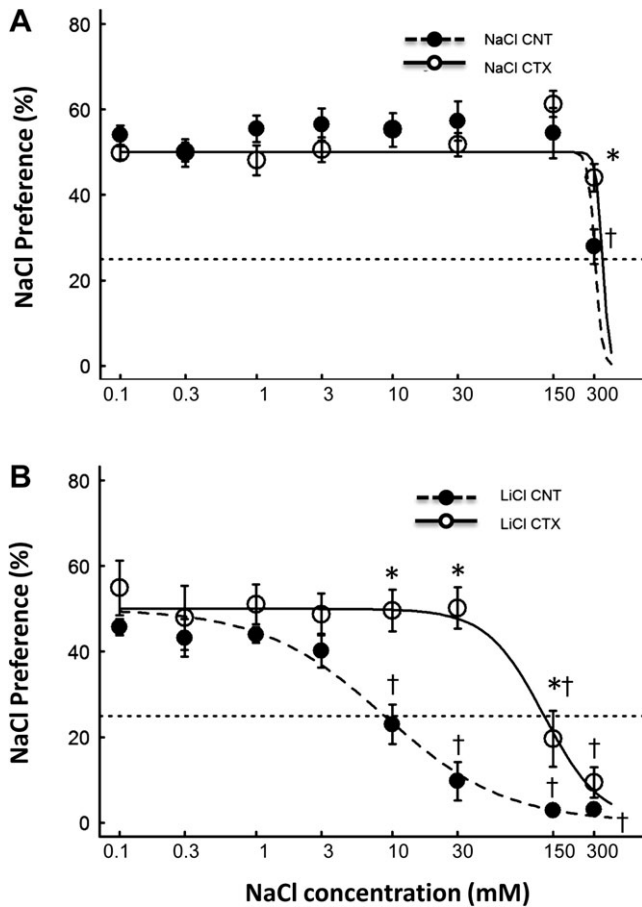 A
NaCl CNT
NaCl CTX
NaCl Preference (%)
80
60
40
20
0
*
†
0.1 0.3 1 3 10 30 150 300
B
LiCl CNT
LiCl CTX
NaCl Preference (%)
80
60
40
20
0
* *
*†
† † † † †
0.1 0.3 1 3 10 30 150 300
NaCl concentration (mM)